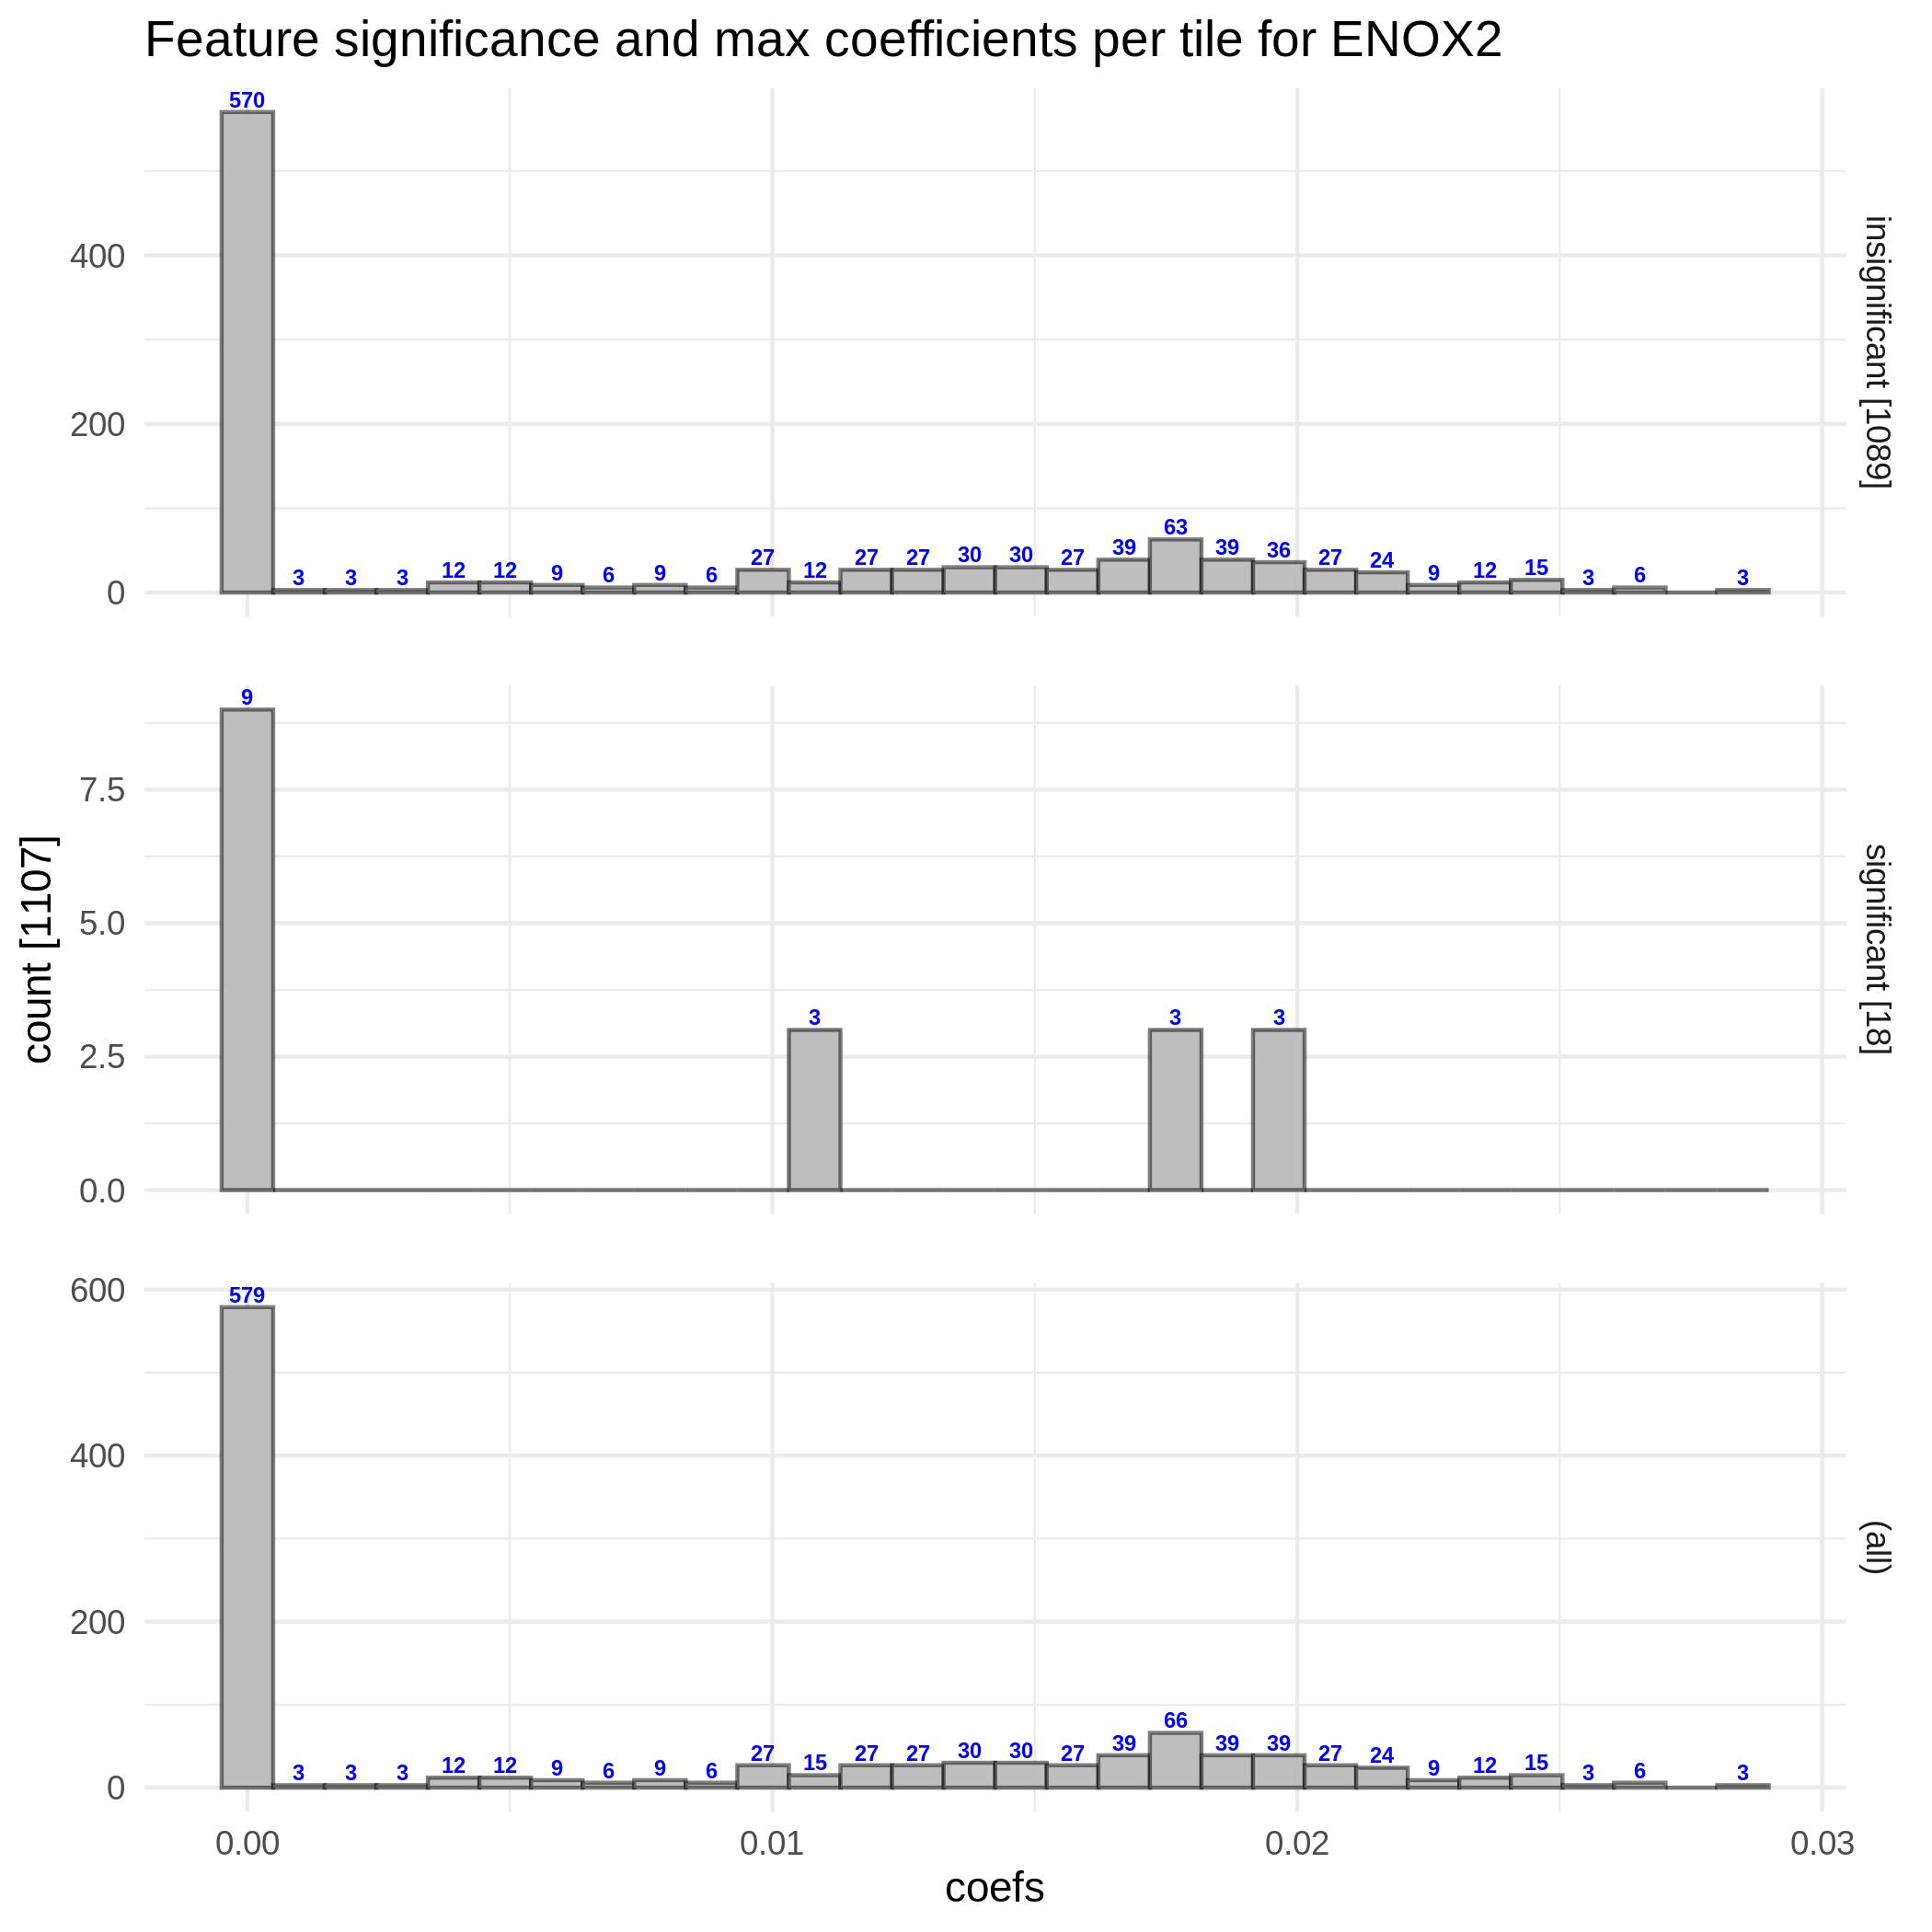 Feature significance and max coefficients per tile for ENOX2
570
3 3 3 12 12 9 6 9 6 27 12 27 27 30 30 27 39 63 39 36 27 24 9 12 15 3 6 3
400
200
0
insignificant [1089]
9
3 3 3
7.5
5.0
2.5
0.0
significant [18]
count [1107]
579
3 3 3 12 12 9 6 9 6 27 15 27 27 30 30 27 39 66 39 39 27 24 9 12 15 3 6 3
600
400
200
0
(all)
0.00 0.01 0.02 0.03
coefs